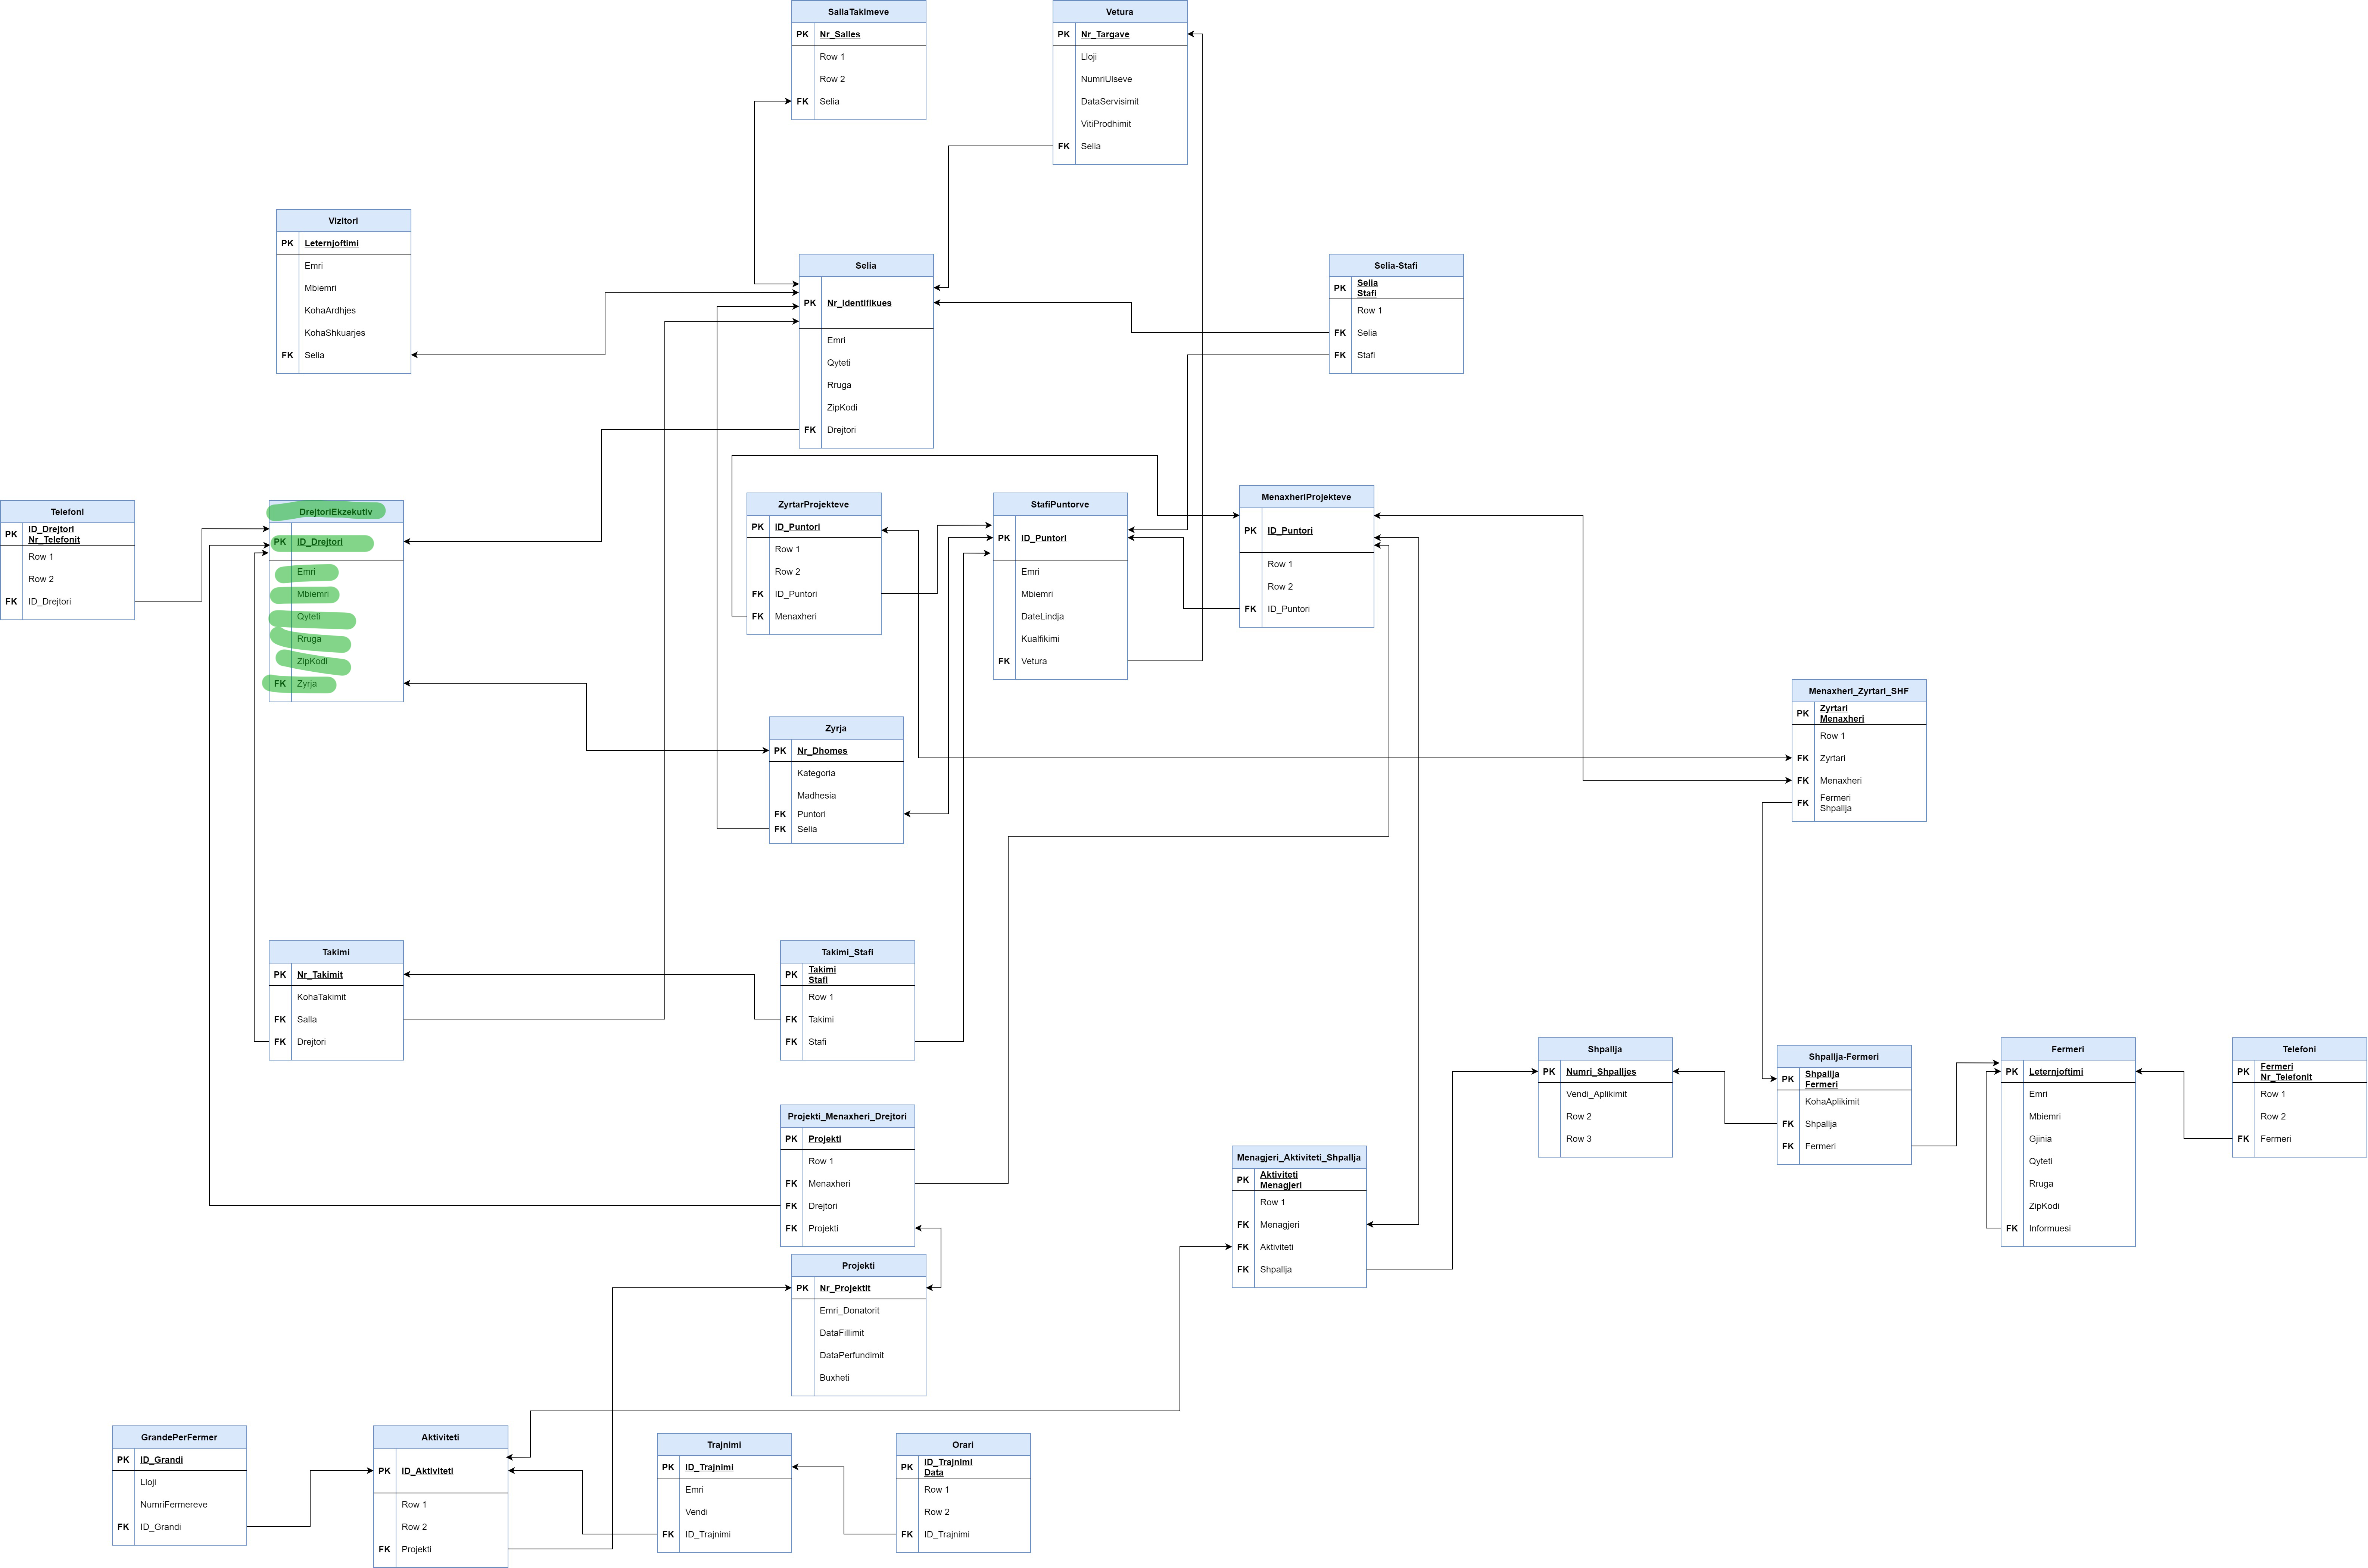 SallaTakimeve
PK Nr_Salles
Row 1
Row 2
FK Selia
Vetura
PK Nr_Targave
Lloji
NumriUlseve
DataServisimit
VitiProdhimit
FK Selia
Vizitori
PK Leternjoftimi
Emri
Mbiemri
KohaArdhjes
KohaShkuarjes
FK Selia
Selia
PK Nr_Identifikues
Emri
Qyteti
Rruga
ZipKodi
FK Drejtori
Selia-Stafi
PK Selia
Stafi
Row 1
FK Selia
FK Stafi
Telefoni
PK ID_Drejtori
Nr_Telefonit
Row 1
Row 2
FK ID_Drejtori
DrejtoriEkzekutiv
PK ID_Drejtori
Emri
Mbiemri
Qyteti
Rruga
ZipKodi
FK Zyrja
ZyrtarProjekteve
PK ID_Puntori
Row 1
Row 2
FK ID_Puntori
FK Menaxheri
StafiPuntorve
PK ID_Puntori
Emri
Mbiemri
DateLindja
Kualfikimi
FK Vetura
MenaxheriProjekteve
PK ID_Puntori
Row 1
Row 2
FK ID_Puntori
Menaxheri_Zyrtari_SHF
PK Zyrtari
Menaxheri
Row 1
FK Zyrtari
FK Menaxheri
FK Fermeri
Shpallja
Zyrja
PK Nr_Dhomes
Kategoria
Madhesia
FK Puntori
FK Selia
Takimi
PK Nr_Takimit
KohaTakimit
FK Salla
FK Drejtori
Takimi_Stafi
PK Takimi
Stafi
Row 1
FK Takimi
FK Stafi
Shpallja
PK Numri_Shpalljes
Vendi_Aplikimit
Row 2
Row 3
Shpallja-Fermeri
PK Shpallja
Fermeri
KohaAplikimit
FK Shpallja
FK Fermeri
Fermeri
PK Leternjoftimi
Emri
Mbiemri
Gjinia
Qyteti
Rruga
ZipKodi
FK Informuesi
Telefoni
PK Fermeri
Nr_Telefonit
Row 1
Row 2
FK Fermeri
Projekti_Menaxheri_Drejtori
PK Projekti
Row 1
FK Menaxheri
FK Drejtori
FK Projekti
Menagjeri_Aktiviteti_Shpallja
PK Aktiviteti
Menagjeri
Row 1
FK Menagjeri
FK Aktiviteti
FK Shpallja
Projekti
PK Nr_Projektit
Emri_Donatorit
DataFillimit
DataPerfundimit
Buxheti
GrandePerFermer
PK ID_Grandi
Lloji
NumriFermereve
FK ID_Grandi
Aktiviteti
PK ID_Aktiviteti
Row 1
Row 2
FK Projekti
Trajnimi
PK ID_Trajnimi
Emri
Vendi
FK ID_Trajnimi
Orari
PK ID_Trajnimi
Data
Row 1
Row 2
FK ID_Trajnimi